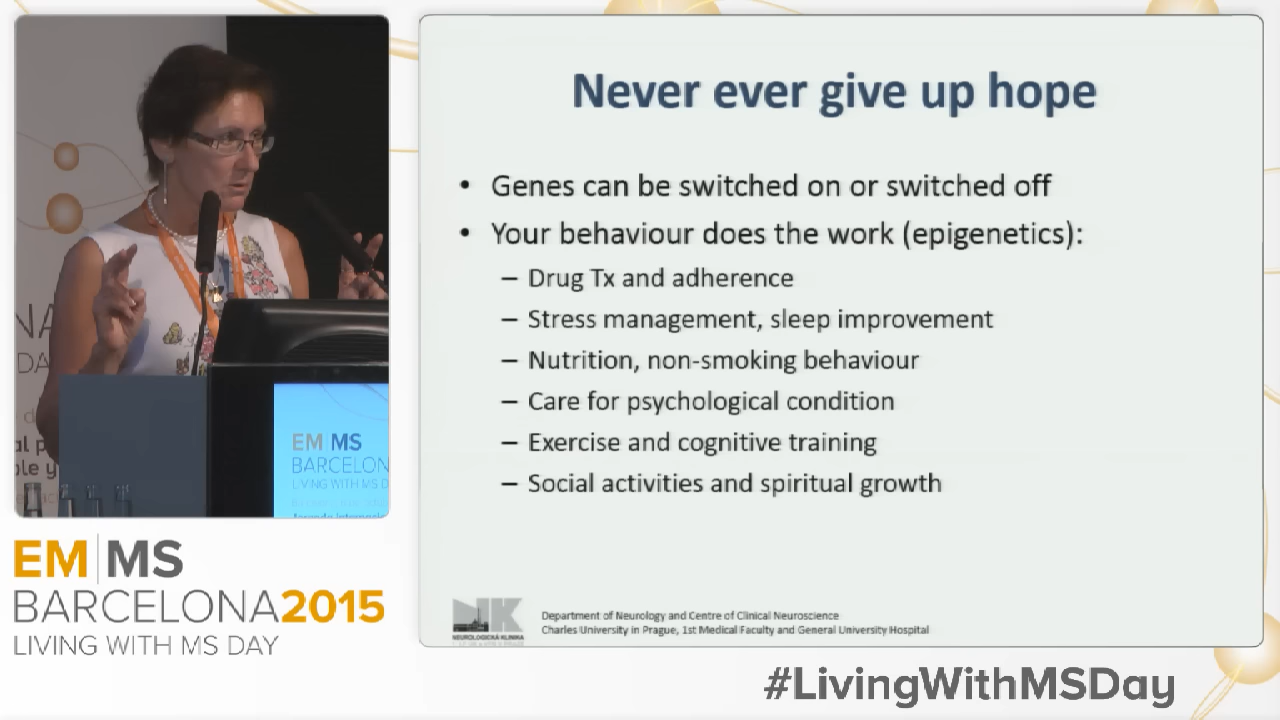 Never ever give up hope
• Genes can be switched on or switched off
• Your behaviour does the work (epigenetics):
– Drug Tx and adherence
– Stress management, sleep improvement
– Nutrition, non-smoking behaviour
– Care for psychological condition
– Exercise and cognitive training
– Social activities and spiritual growth
NK
NEUROLOGICKÁ KLINIKA
Department of Neurology and Centre of Clinical Neuroscience
Charles University in Prague, 1st Medical Faculty and General University Hospital
EM MS
BARCELON
LIVING WITH MS D
EM|MS
BARCELONA2015
LIVING WITH MS DAY
#LivingWithMSDay